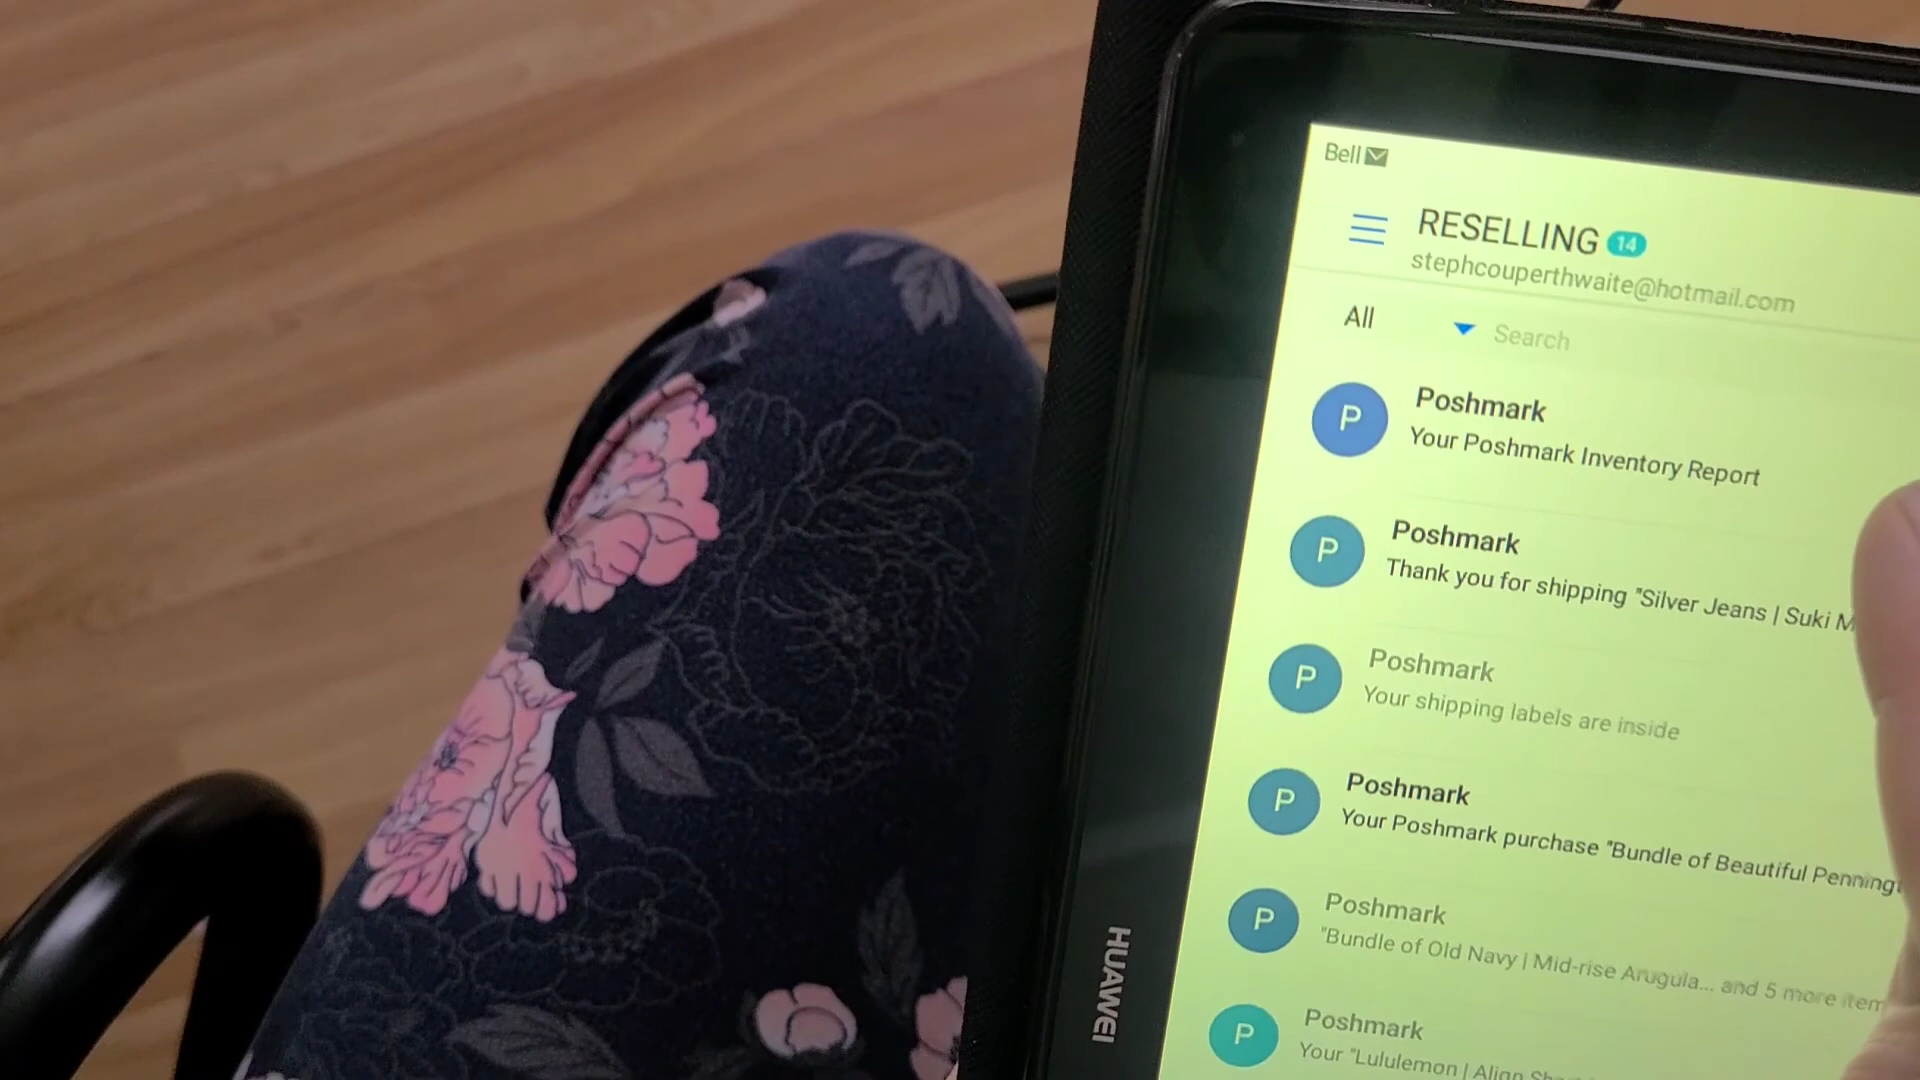 Bell
RESELLING 14
stephcouperthwaite@hotmail.com
All
Search
P
Poshmark
Your Poshmark Inventory Report
P
Poshmark
Thank you for shipping "Silver Jeans | Suki M
P
Poshmark
Your shipping labels are inside
P
Poshmark
Your Poshmark purchase "Bundle of Beautiful Penningt
P
Poshmark
"Bundle of Old Navy | Mid-rise Arugula... and 5 more item
P
Poshmark
Your "Lululemon | Align
HUAWEI